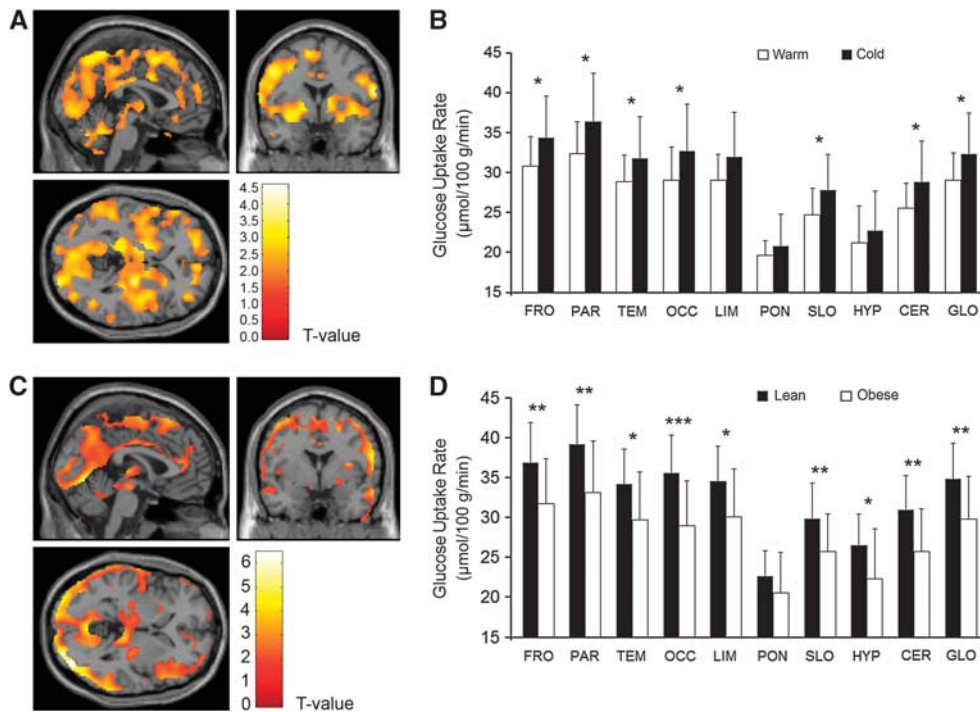 A
4.5
4.0
3.5
3.0
2.5
2.0
1.5
1.0
0.5
0.0
T-value
B
Warm Cold
Glucose Uptake Rate
(µmol/100 g/min)
45
40
35
30
25
20
15
* * * * * * *
FRO PAR TEM OCC LIM PON SLO HYP CER GLO
C
6
5
4
3
2
1
0
T-value
D
Lean Obese
Glucose Uptake Rate
(µmol/100 g/min)
45
40
35
30
25
20
15
** ** * *** * ** * ** **
FRO PAR TEM OCC LIM PON SLO HYP CER GLO